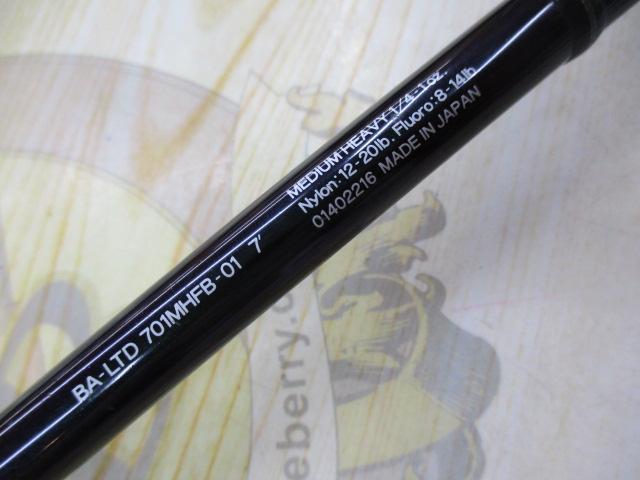 BA-LTD 701MHFB-01 7'
MEDIUM HEAVY 1/4-1oz.
Nylon:12-20lb. Fluoro:8-14lb
01402216 MADE IN JAPAN
eberry.c